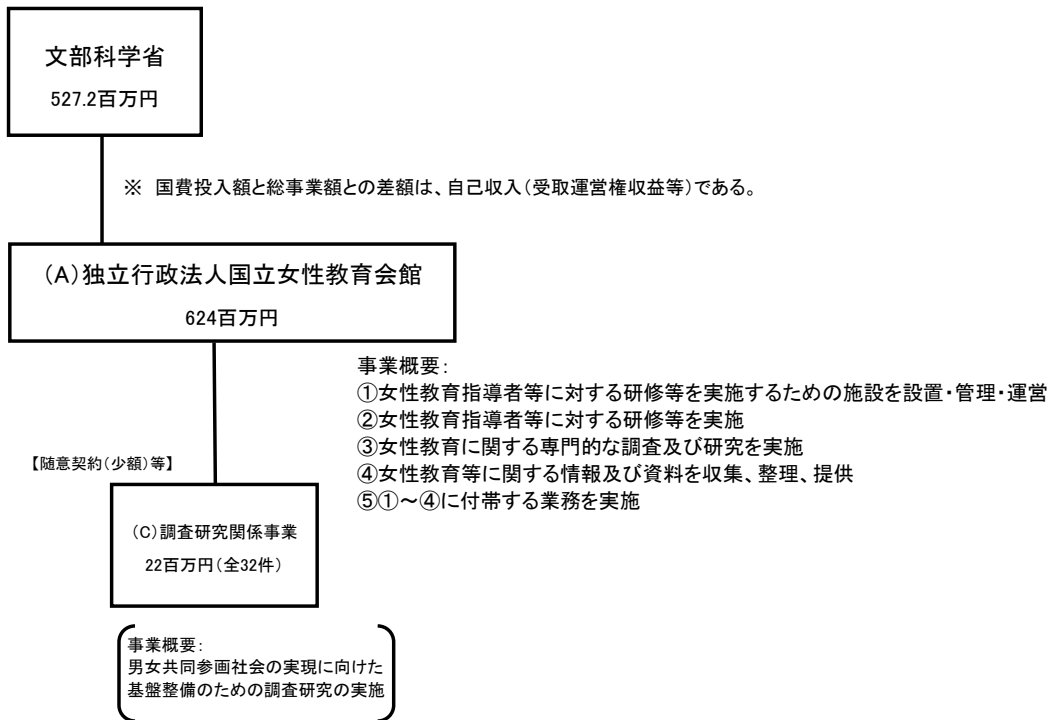 文部科学省
527.2百万円
※　国費投入額と総事業額との差額は、自己収入(受取運営権収益等)である。
(A)独立行政法人国立女性教育会館
624百万円
事業概要:
①女性教育指導者等に対する研修等を実施するための施設を設置・管理・運営
②女性教育指導者等に対する研修等を実施
③女性教育に関する専門的な調査及び研究を実施
④女性教育等に関する情報及び資料を収集、整理、提供
⑤①～④に付帯する業務を実施
【随意契約(少額)等】
(C)調査研究関係事業
22百万円(全32件)
事業概要:
男女共同参画社会の実現に向けた
基盤整備のための調査研究の実施